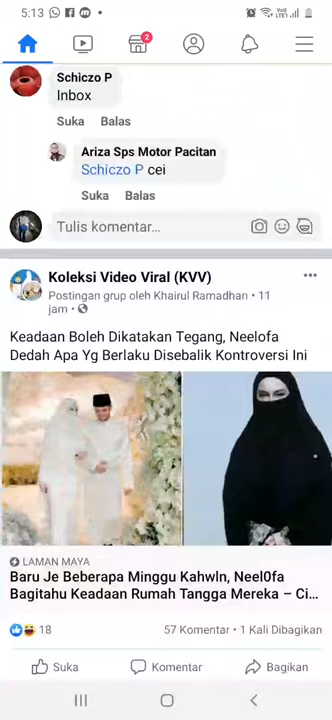 5:13
VoD
LTE1
2
Schiczo P
Inbox
Suka Balas
Ariza Sps Motor Pacitan
Schiczo P cei
Suka Balas
Tulis komentar...
Koleksi Video Viral (KVV)
Postingan grup oleh Khairul Ramadhan • 11
jam •
Keadaan Boleh Dikatakan Tegang, Neelofa
Dedah Apa Yg Berlaku Disebalik Kontroversi Ini
LAMAN MAYA
Baru Je Beberapa Minggu Kahwln, Neel0fa
Bagitahu Keadaan Rumah Tangga Mereka – Ci...
18
57 Komentar • 1 Kali Dibagikan
Suka Komentar Bagikan